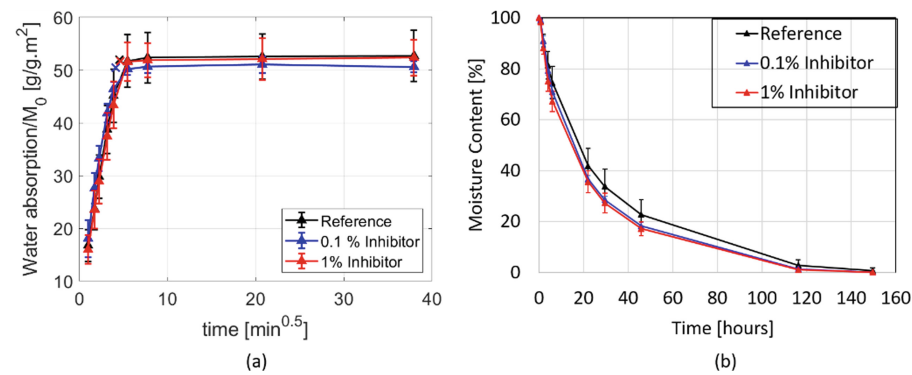 60
50
40
30
20
10
0
10
20
30
40
Water absorption/M₀ [g/g.m²]
time [min⁰·⁵]
Reference
0.1 % Inhibitor
1% Inhibitor
(a)
100
80
60
40
20
0
0
20
40
60
80
100
120
140
160
Moisture Content [%]
Time [hours]
Reference
0.1% Inhibitor
1% Inhibitor
(b)